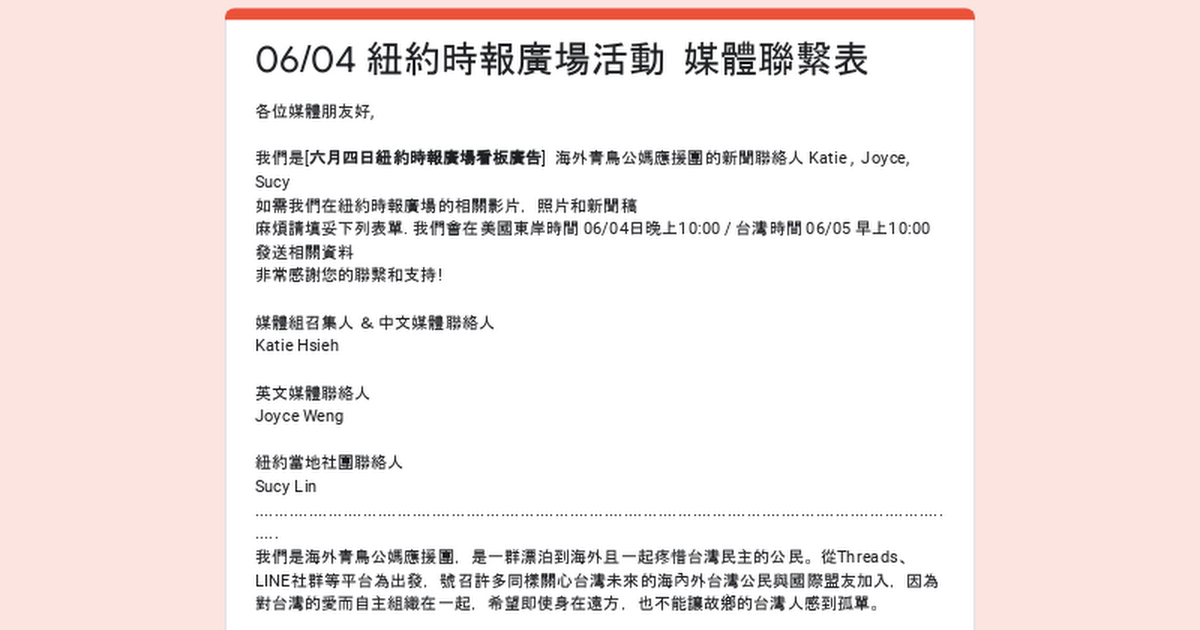 06/04 紐約時報廣場活動 媒體聯繫表
各位媒體朋友好,
我們是[六月四日紐約時報廣場看板廣告] 海外青鳥公媽應援團的新聞聯絡人 Katie , Joyce,
Sucy
如需我們在紐約時報廣場的相關影片，照片和新聞稿
麻煩請填妥下列表單. 我們會在美國東岸時間 06/04日晚上10:00 / 台灣時間 06/05 早上10:00
發送相關資料
非常感謝您的聯繫和支持!
媒體組召集人 & 中文媒體聯絡人
Katie Hsieh
英文媒體聯絡人
Joyce Weng
紐約當地社團聯絡人
Sucy Lin
....................................................................................................................................
.....
我們是海外青鳥公媽應援團，是一群漂泊到海外且一起疼惜台灣民主的公民。從Threads、
LINE社群等平台為出發，號召許多同樣關心台灣未來的海內外台灣公民與國際盟友加入，因為
對台灣的愛而自主組織在一起，希望即使身在遠方，也不能讓故鄉的台灣人感到孤單。